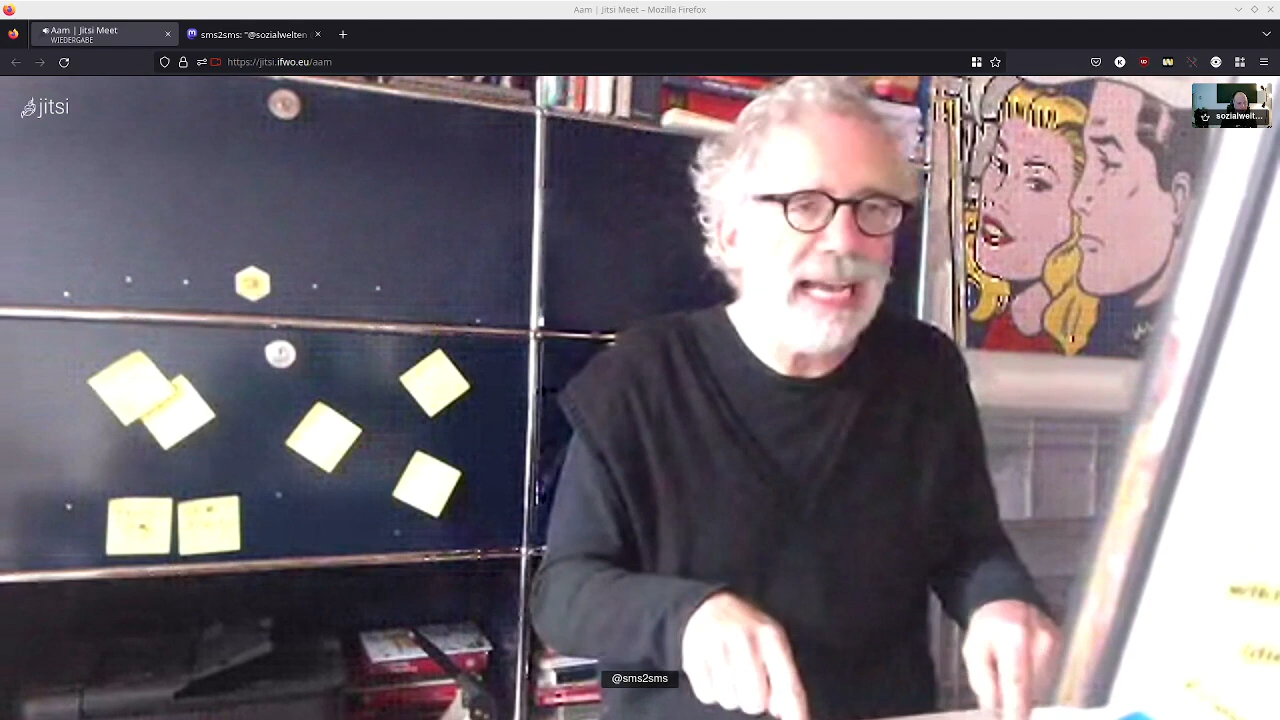 Aam | Jitsi Meet – Mozilla Firefox
Aam | Jitsi Meet
WIEDERGABE
sms2sms: "@sozialwelten
https://jitsi.ifwo.eu/aam
jitsi
sozialwelt...
@sms2sms